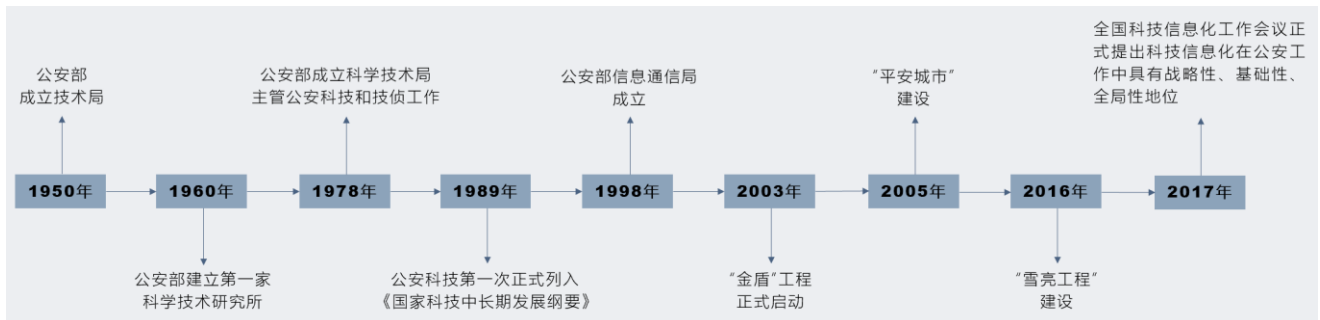 公安部
成立技术局
公安部成立科学技术局
主管公安科技和技侦工作
公安部信息通信局
成立
“平安城市”
建设
全国科技信息化工作会议正
式提出科技信息化在公安工
作中具有战略性、基础性、
全局性地位
1950年
1960年
1978年
1989年
1998年
2003年
2005年
2016年
2017年
公安部建立第一家
科学技术研究所
公安科技第一次正式列入
《国家科技中长期发展纲要》
“金盾”工程
正式启动
“雪亮工程”
建设